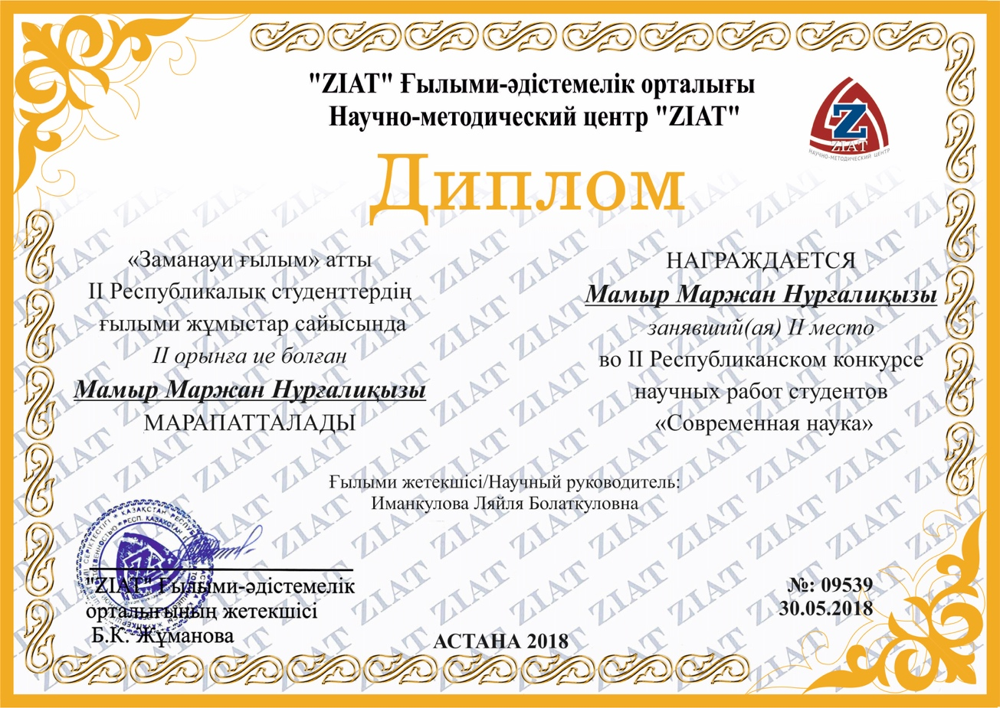 "ZIAT" Ғылыми-әдістемелік орталығы
Научно-методический центр "ZIAT"
Z
ZIAT
НАУЧНО-МЕТОДИЧЕСКИЙ ЦЕНТР
Диплом
«Заманауи ғылым» атты
II Республикалық студенттердің
ғылыми жұмыстар сайысында
II орынға ие болған
Мамыр Маржан Нурғалиқызы
МАРАПАТТАЛАДЫ
НАГРАЖДАЕТСЯ
Мамыр Маржан Нурғалиқызы
занявший(ая) II место
во II Республиканском конкурсе
научных работ студентов
«Современная наука»
Ғылыми жетекшісі/Научный руководитель:
Иманкулова Ляйля Болаткуловна
"ZIAT" Ғылыми-әдістемелік
орталығының жетекшісі
Б.К. Жұманова
№: 09539
30.05.2018
АСТАНА 2018